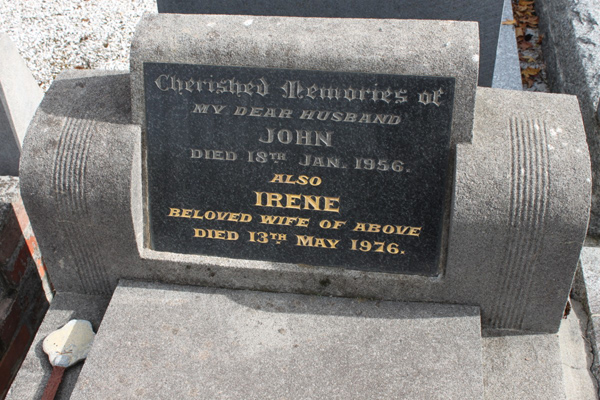 Cherished Memories of
MY DEAR HUSBAND
JOHN
DIED 18TH JAN. 1956.
ALSO
IRENE
BELOVED WIFE OF ABOVE
DIED 13TH MAY 1976.